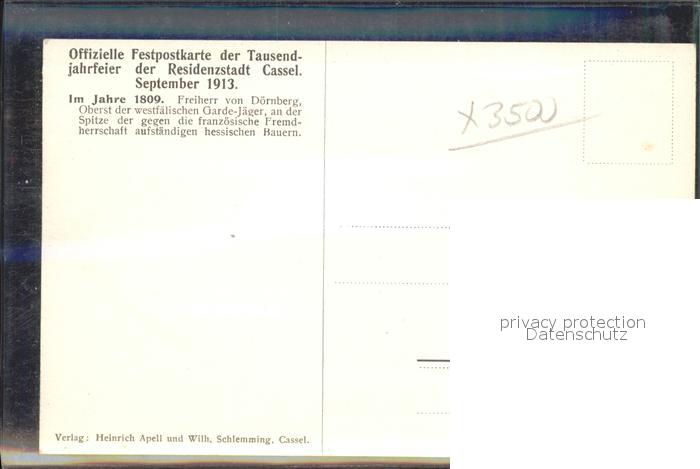 Offizielle Festpostkarte der Tausend-
jahrfeier der Residenzstadt Cassel.
September 1913.
Im Jahre 1809. Freiherr von Dörnberg,
Oberst der westfälischen Garde-Jäger, an der
Spitze der gegen die französische Fremd-
herrschaft aufständigen hessischen Bauern.
x3500
privacy protection
Datenschutz
Verlag: Heinrich Apell und Wilh. Schlemming, Cassel.